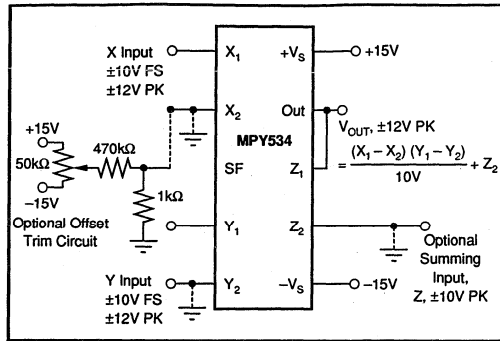 X Input
±10V FS
±12V PK
X1
+VS
+15V
X2
Out
MPY534
VOUT, ±12V PK
= (X1 – X2) (Y1 – Y2) / 10V + Z2
+15V
470kΩ
50kΩ
SF
Z1
–15V
1kΩ
Optional Offset
Trim Circuit
Y1
Z2
Optional
Summing
Input,
Z, ±10V PK
Y Input
±10V FS
±12V PK
Y2
–VS
–15V